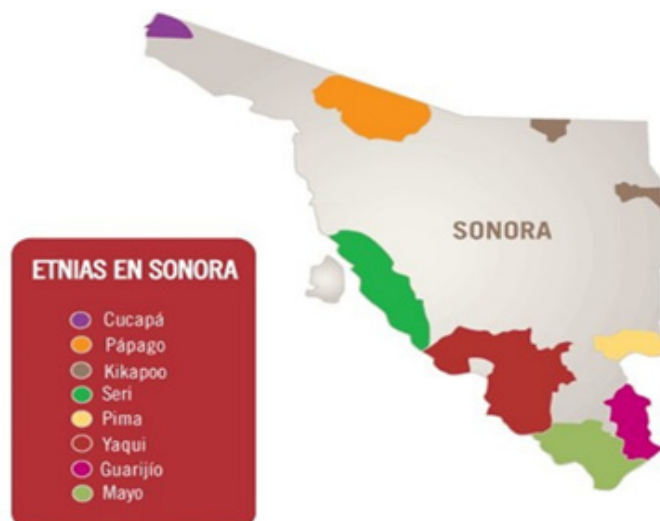 SONORA
ETNIAS EN SONORA
Cucapá
Pápago
Kikapoo
Seri
Pima
Yaqui
Guarijío
Mayo